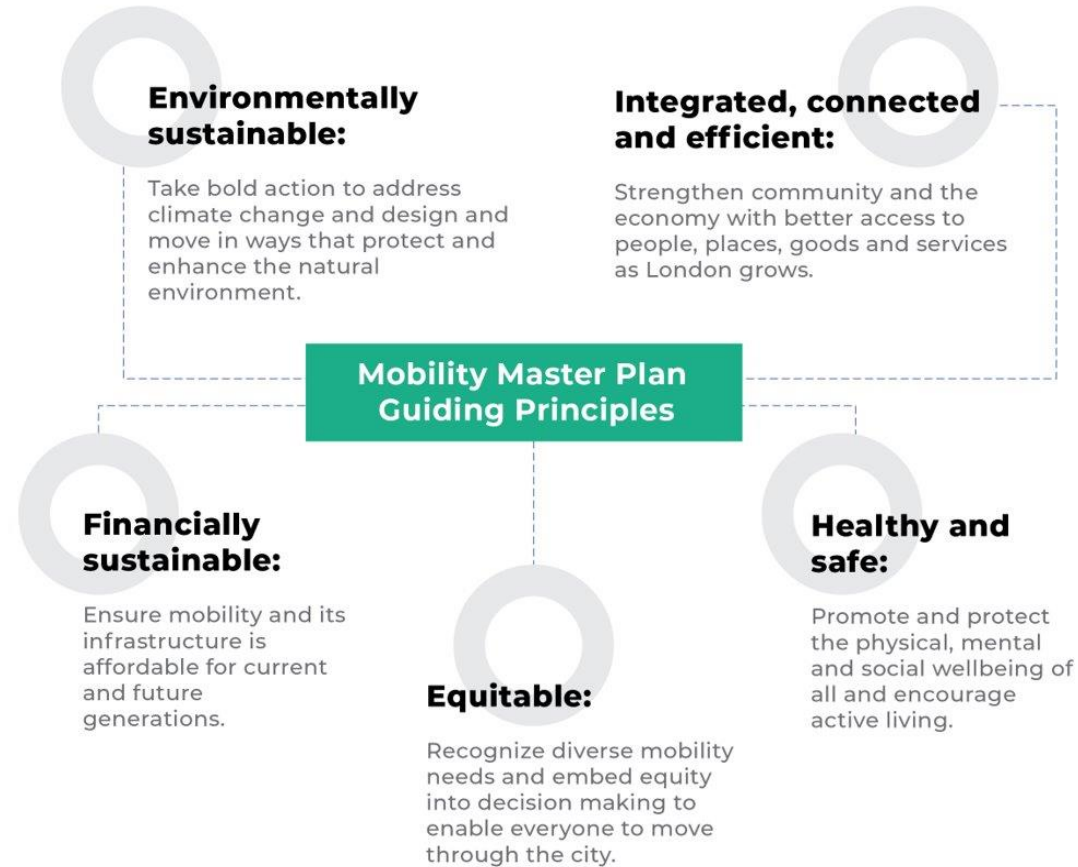 Environmentally
sustainable:
Take bold action to address
climate change and design and
move in ways that protect and
enhance the natural
environment.
Integrated, connected
and efficient:
Strengthen community and the
economy with better access to
people, places, goods and services
as London grows.
Mobility Master Plan
Guiding Principles
Financially
sustainable:
Ensure mobility and its
infrastructure is
affordable for current
and future
generations.
Equitable:
Recognize diverse mobility
needs and embed equity
into decision making to
enable everyone to move
through the city.
Healthy and
safe:
Promote and protect
the physical, mental
and social wellbeing of
all and encourage
active living.